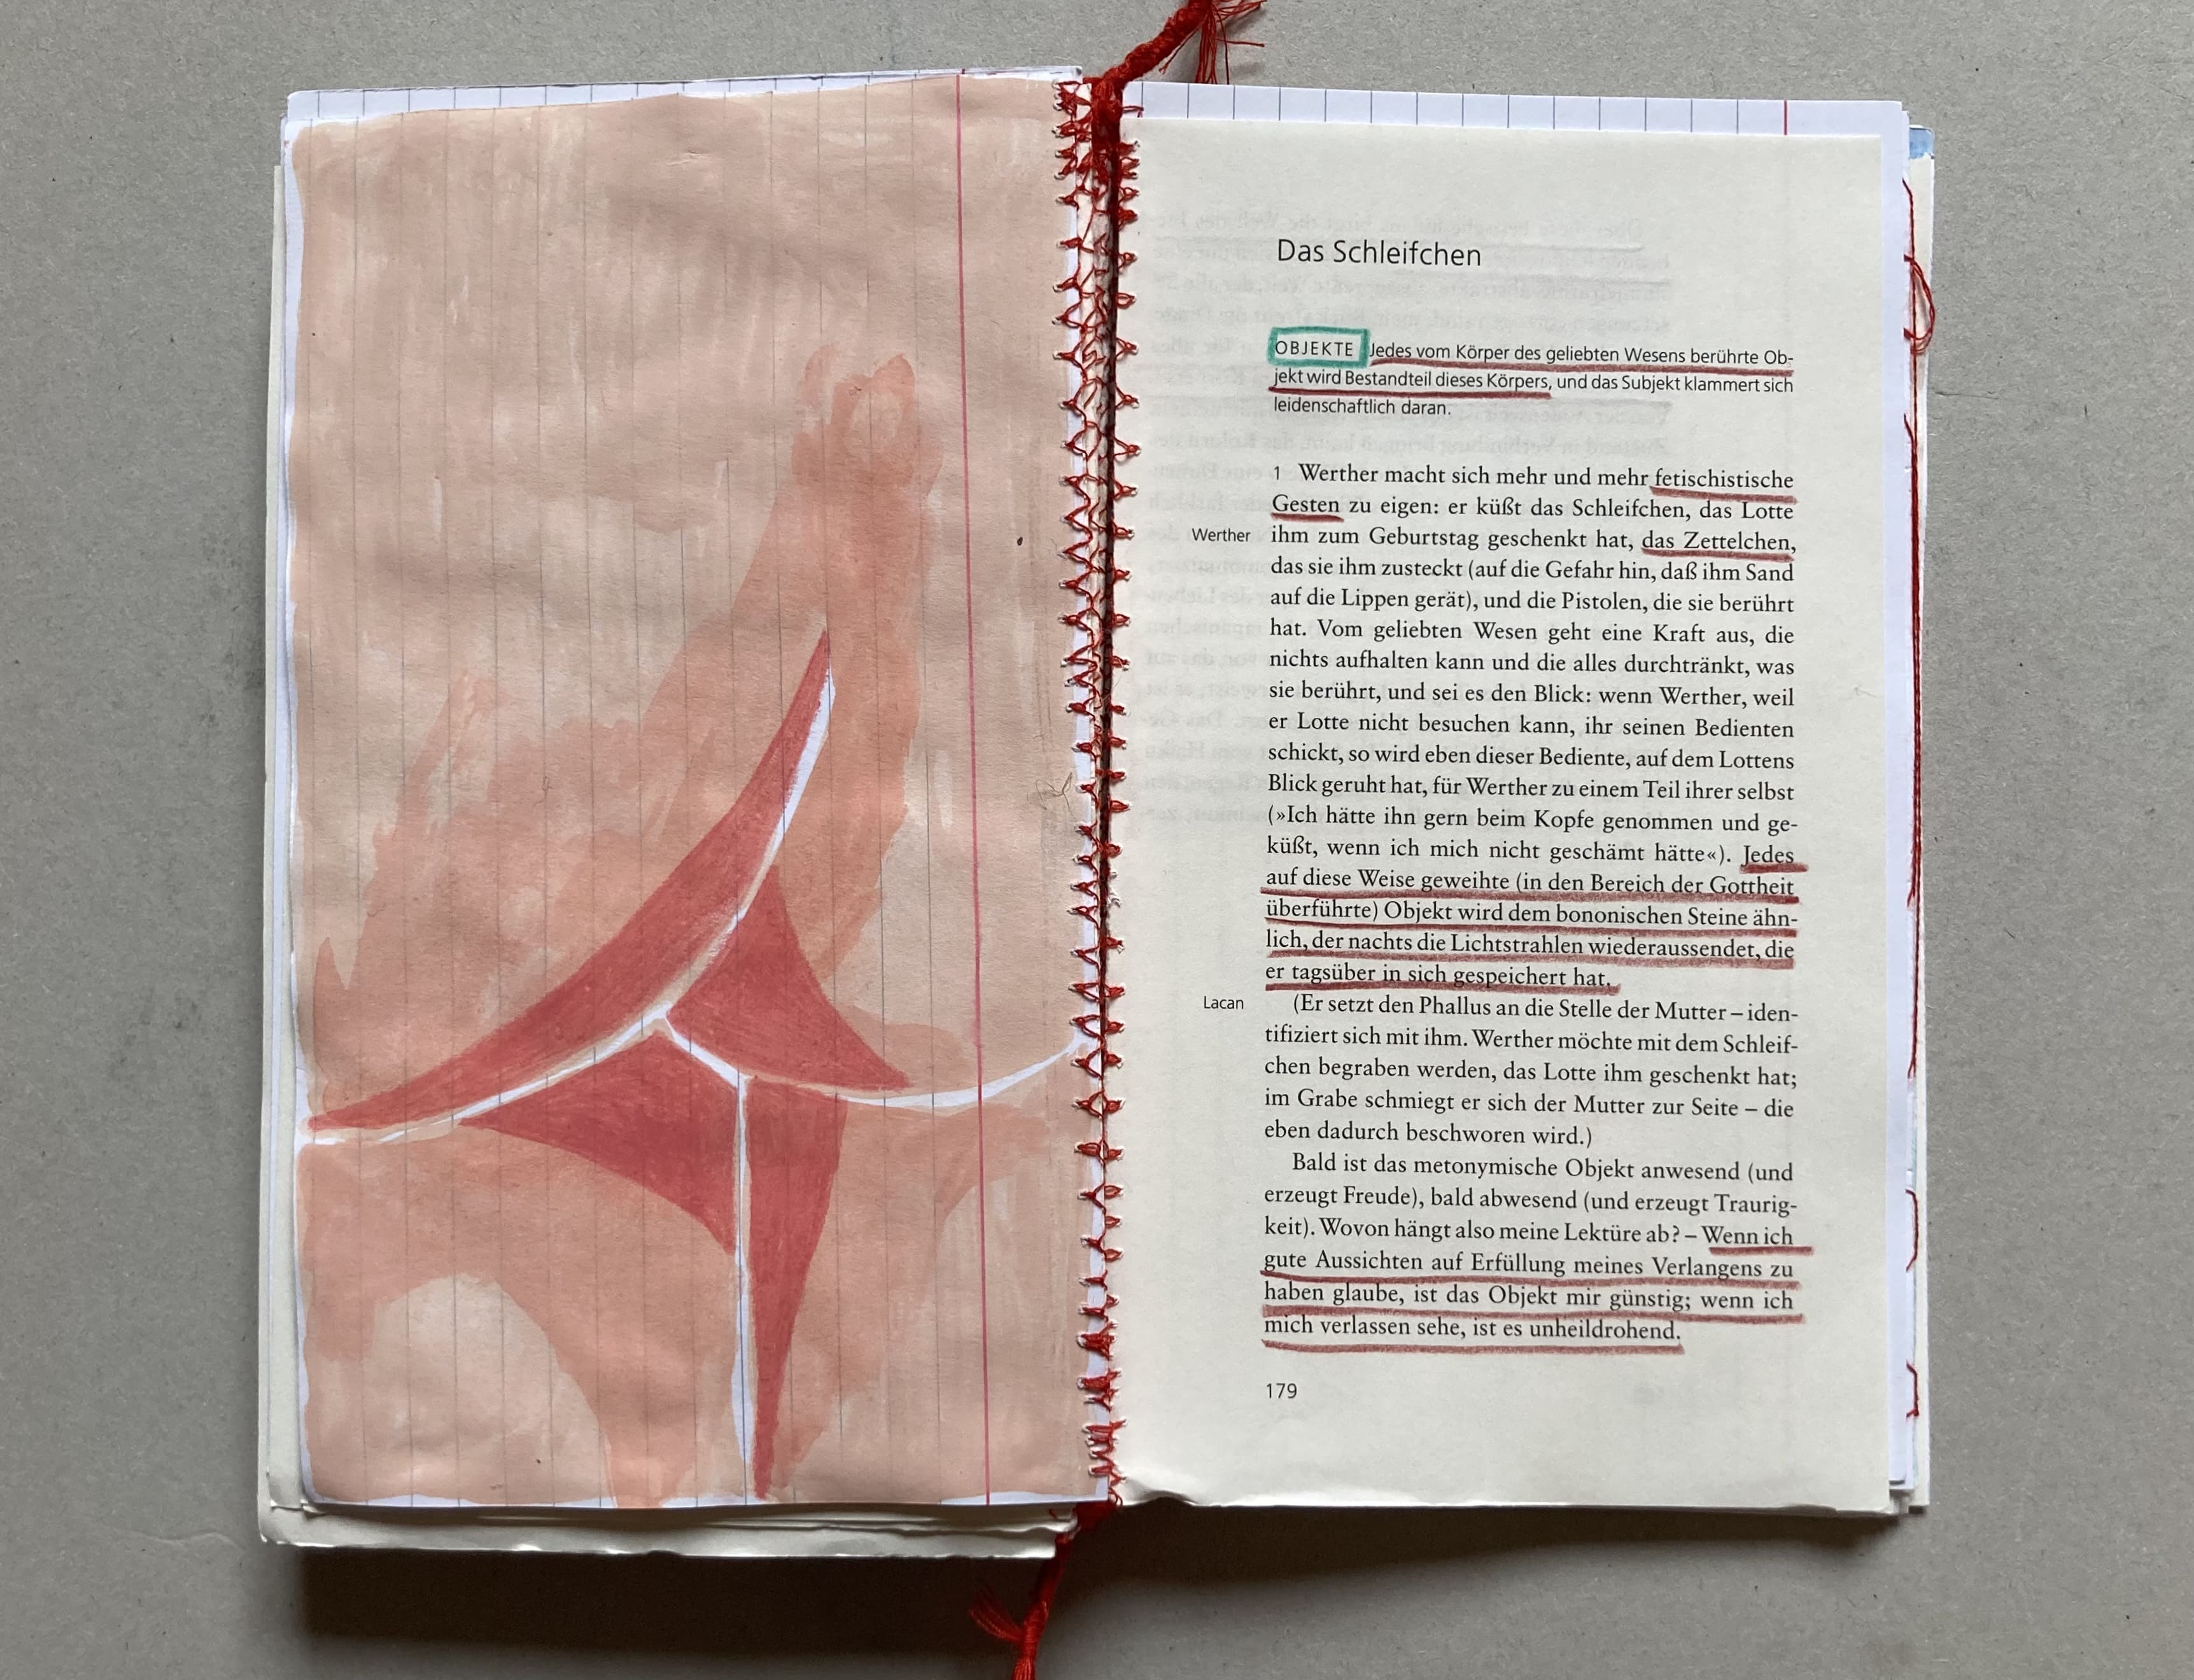 Das Schleifchen
OBJEKTE Jedes vom Körper des geliebten Wesens berührte Ob-
jekt wird Bestandteil dieses Körpers, und das Subjekt klammert sich
leidenschaftlich daran.
1 Werther macht sich mehr und mehr fetischistische
Gesten zu eigen: er küßt das Schleifchen, das Lotte
Werther ihm zum Geburtstag geschenkt hat, das Zettelchen,
das sie ihm zusteckt (auf die Gefahr hin, daß ihm Sand
auf die Lippen gerät), und die Pistolen, die sie berührt
hat. Vom geliebten Wesen geht eine Kraft aus, die
nichts aufhalten kann und die alles durchtränkt, was
sie berührt, und sei es den Blick: wenn Werther, weil
er Lotte nicht besuchen kann, ihr seinen Bedienten
schickt, so wird eben dieser Bediente, auf dem Lottens
Blick geruht hat, für Werther zu einem Teil ihrer selbst
(»Ich hätte ihn gern beim Kopfe genommen und ge-
küßt, wenn ich mich nicht geschämt hätte«). Jedes
auf diese Weise geweihte (in den Bereich der Gottheit
überführte) Objekt wird dem bononischen Steine ähn-
lich, der nachts die Lichtstrahlen wiederaussendet, die
er tagsüber in sich gespeichert hat.
Lacan (Er setzt den Phallus an die Stelle der Mutter – iden-
tifiziert sich mit ihm. Werther möchte mit dem Schleif-
chen begraben werden, das Lotte ihm geschenkt hat;
im Grabe schmiegt er sich der Mutter zur Seite – die
eben dadurch beschworen wird.)
Bald ist das metonymische Objekt anwesend (und
erzeugt Freude), bald abwesend (und erzeugt Traurig-
keit). Wovon hängt also meine Lektüre ab? – Wenn ich
gute Aussichten auf Erfüllung meines Verlangens zu
haben glaube, ist das Objekt mir günstig; wenn ich
mich verlassen sehe, ist es unheildrohend.
179